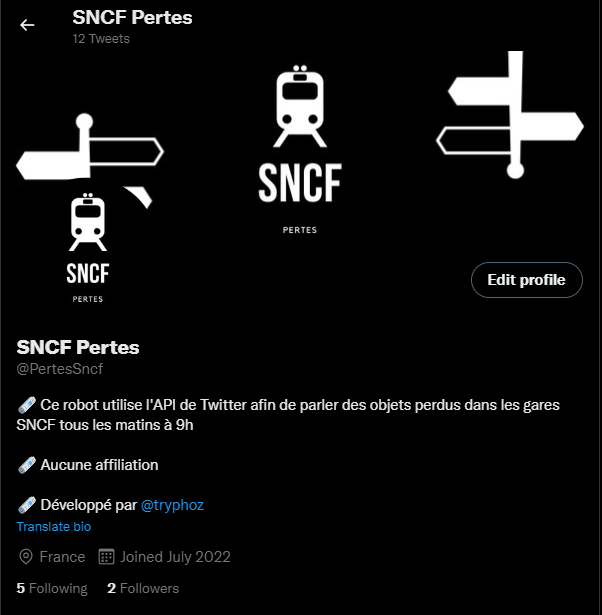 SNCF Pertes
12 Tweets
SNCF
PERTES
SNCF
PERTES
Edit profile
SNCF Pertes
@PertesSncf
Ce robot utilise l'API de Twitter afin de parler des objets perdus dans les gares
SNCF tous les matins à 9h
Aucune affiliation
Développé par @tryphoz
Translate bio
France Joined July 2022
5 Following 2 Followers